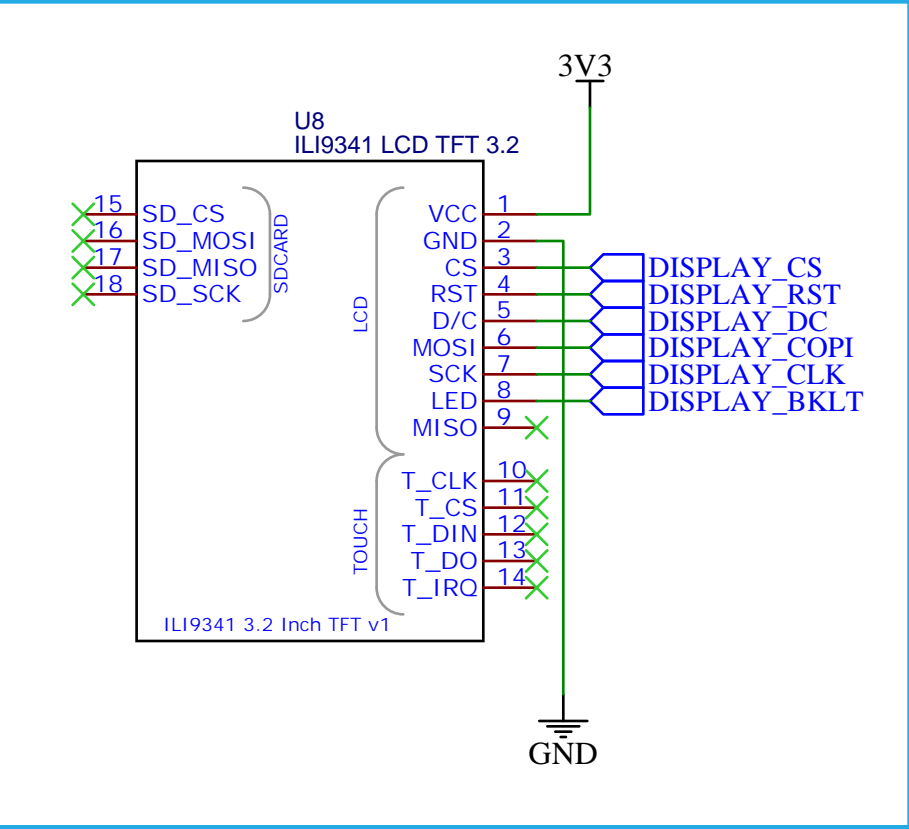 3V3
U8
ILI9341 LCD TFT 3.2
15 SD_CS
16 SD_MOSI
17 SD_MISO
18 SD_SCK
SDCARD
LCD
VCC 1
GND 2
CS 3 DISPLAY_CS
RST 4 DISPLAY_RST
D/C 5 DISPLAY_DC
MOSI 6 DISPLAY_COPI
SCK 7 DISPLAY_CLK
LED 8 DISPLAY_BKLT
MISO 9
TOUCH
T_CLK 10
T_CS 11
T_DIN 12
T_DO 13
T_IRQ 14
ILI9341 3.2 Inch TFT v1
GND